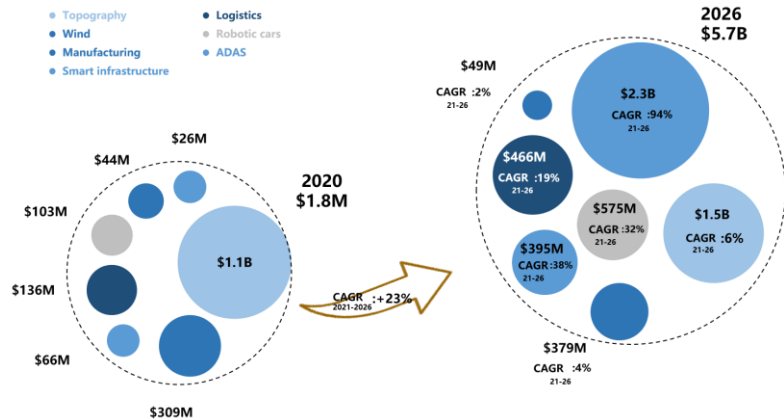 Topography
Wind
Manufacturing
Smart infrastructure
Logistics
Robotic cars
ADAS
2020
$1.8M
$26M
$44M
$103M
$136M
$66M
$309M
$1.1B
CAGR :+23%
2021-2026
2026
$5.7B
$49M
CAGR :2%
21-26
$2.3B
CAGR :94%
21-26
$466M
CAGR :19%
21-26
$575M
CAGR :32%
21-26
$1.5B
CAGR :6%
21-26
$395M
CAGR :38%
21-26
$379M
CAGR :4%
21-26